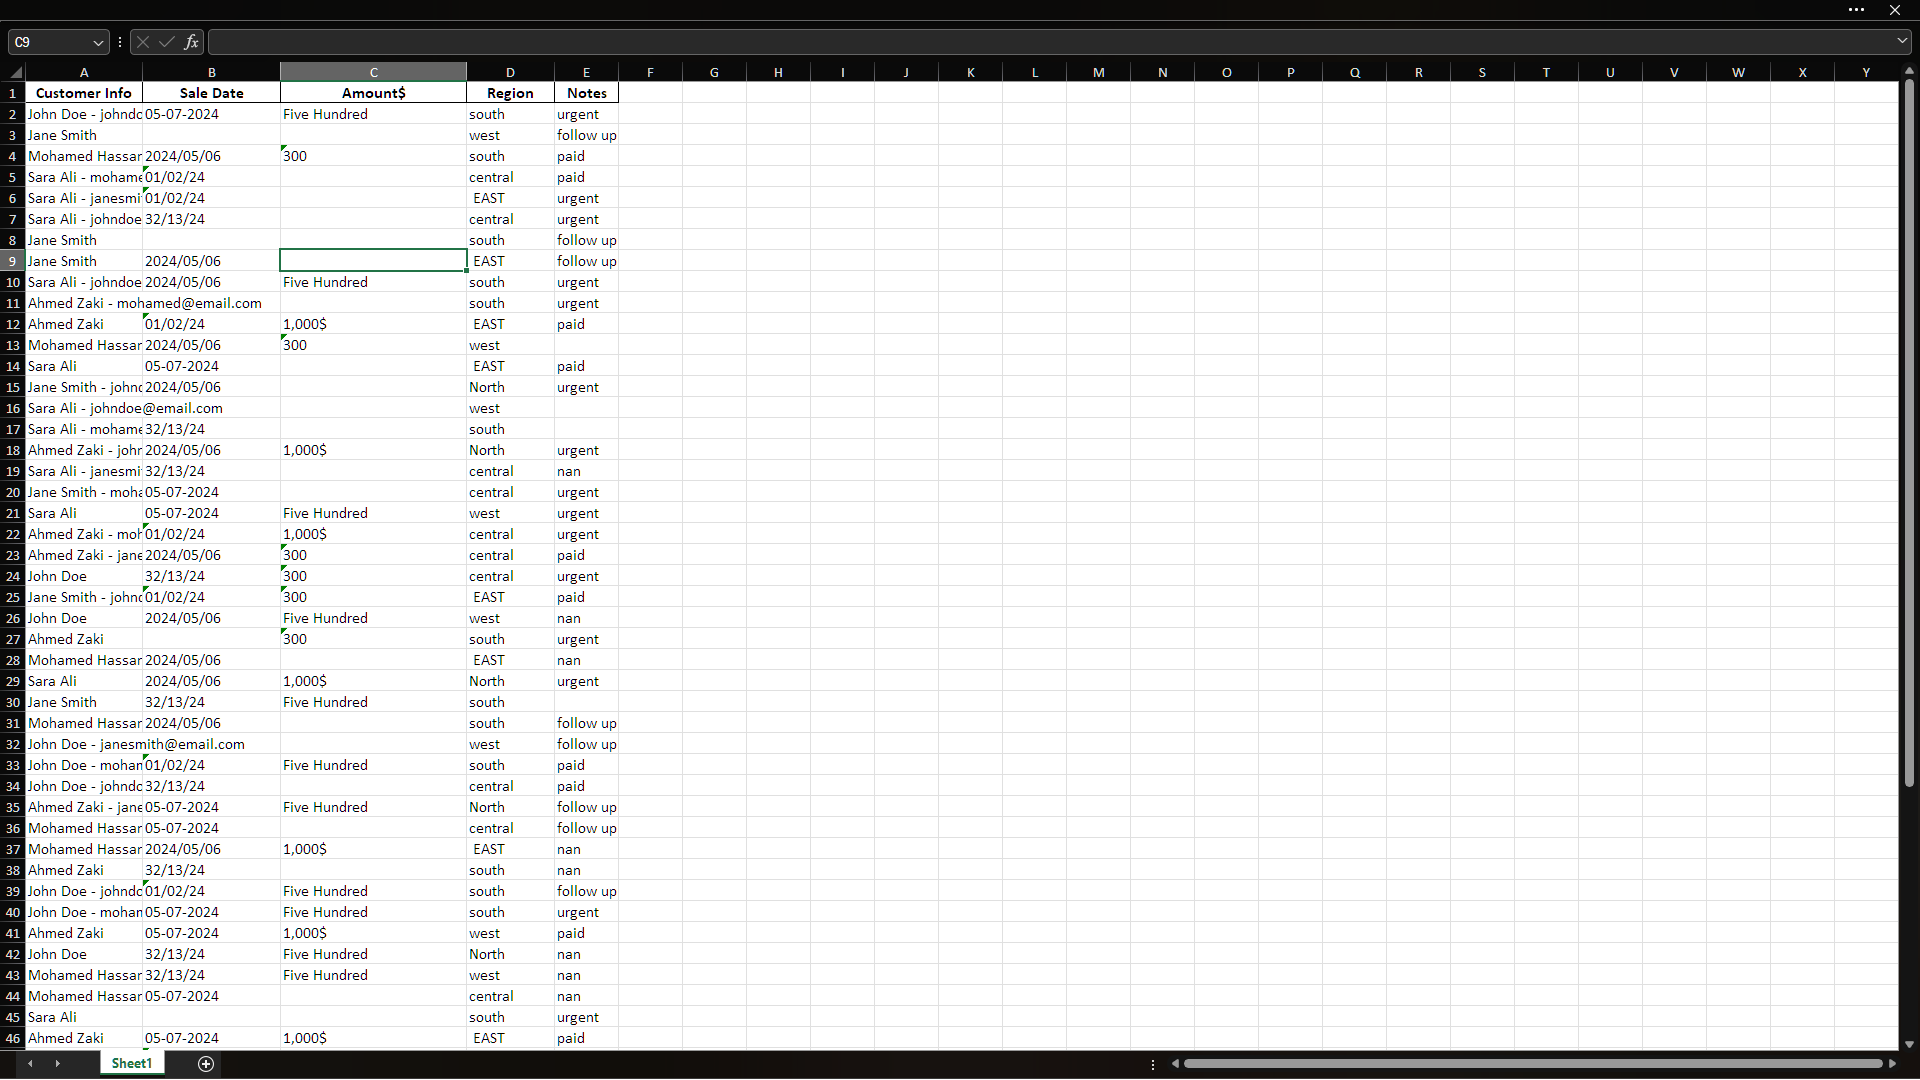 C9
fx
A B C D E F G H I J K L M N O P Q R S T U V W X Y
1 Customer Info Sale Date Amount$ Region Notes
2 John Doe - johndo 05-07-2024 Five Hundred south urgent
3 Jane Smith west follow up
4 Mohamed Hassan 2024/05/06 300 south paid
5 Sara Ali - mohame 01/02/24 central paid
6 Sara Ali - janesmi 01/02/24 EAST urgent
7 Sara Ali - johndoe 32/13/24 central urgent
8 Jane Smith south follow up
9 Jane Smith 2024/05/06 EAST follow up
10 Sara Ali - johndoe 2024/05/06 Five Hundred south urgent
11 Ahmed Zaki - mohamed@email.com south urgent
12 Ahmed Zaki 01/02/24 1,000$ EAST paid
13 Mohamed Hassan 2024/05/06 300 west
14 Sara Ali 05-07-2024 EAST paid
15 Jane Smith - johnd 2024/05/06 North urgent
16 Sara Ali - johndoe@email.com west
17 Sara Ali - mohame 32/13/24 south
18 Ahmed Zaki - john 2024/05/06 1,000$ North urgent
19 Sara Ali - janesmi 32/13/24 central nan
20 Jane Smith - moha 05-07-2024 central urgent
21 Sara Ali 05-07-2024 Five Hundred west urgent
22 Ahmed Zaki - moh 01/02/24 1,000$ central urgent
23 Ahmed Zaki - jane 2024/05/06 300 central paid
24 John Doe 32/13/24 300 central urgent
25 Jane Smith - johnd 01/02/24 300 EAST paid
26 John Doe 2024/05/06 Five Hundred west nan
27 Ahmed Zaki 300 south urgent
28 Mohamed Hassan 2024/05/06 EAST nan
29 Sara Ali 2024/05/06 1,000$ North urgent
30 Jane Smith 32/13/24 Five Hundred south
31 Mohamed Hassan 2024/05/06 south follow up
32 John Doe - janesmith@email.com west follow up
33 John Doe - moham 01/02/24 Five Hundred south paid
34 John Doe - johndo 32/13/24 central paid
35 Ahmed Zaki - jane 05-07-2024 Five Hundred North follow up
36 Mohamed Hassan 05-07-2024 central follow up
37 Mohamed Hassan 2024/05/06 1,000$ EAST nan
38 Ahmed Zaki 32/13/24 south nan
39 John Doe - johndo 01/02/24 Five Hundred south follow up
40 John Doe - moham 05-07-2024 Five Hundred south urgent
41 Ahmed Zaki 05-07-2024 1,000$ west paid
42 John Doe 32/13/24 Five Hundred North nan
43 Mohamed Hassan 32/13/24 Five Hundred west nan
44 Mohamed Hassan 05-07-2024 central nan
45 Sara Ali south urgent
46 Ahmed Zaki 05-07-2024 1,000$ EAST paid
Sheet1